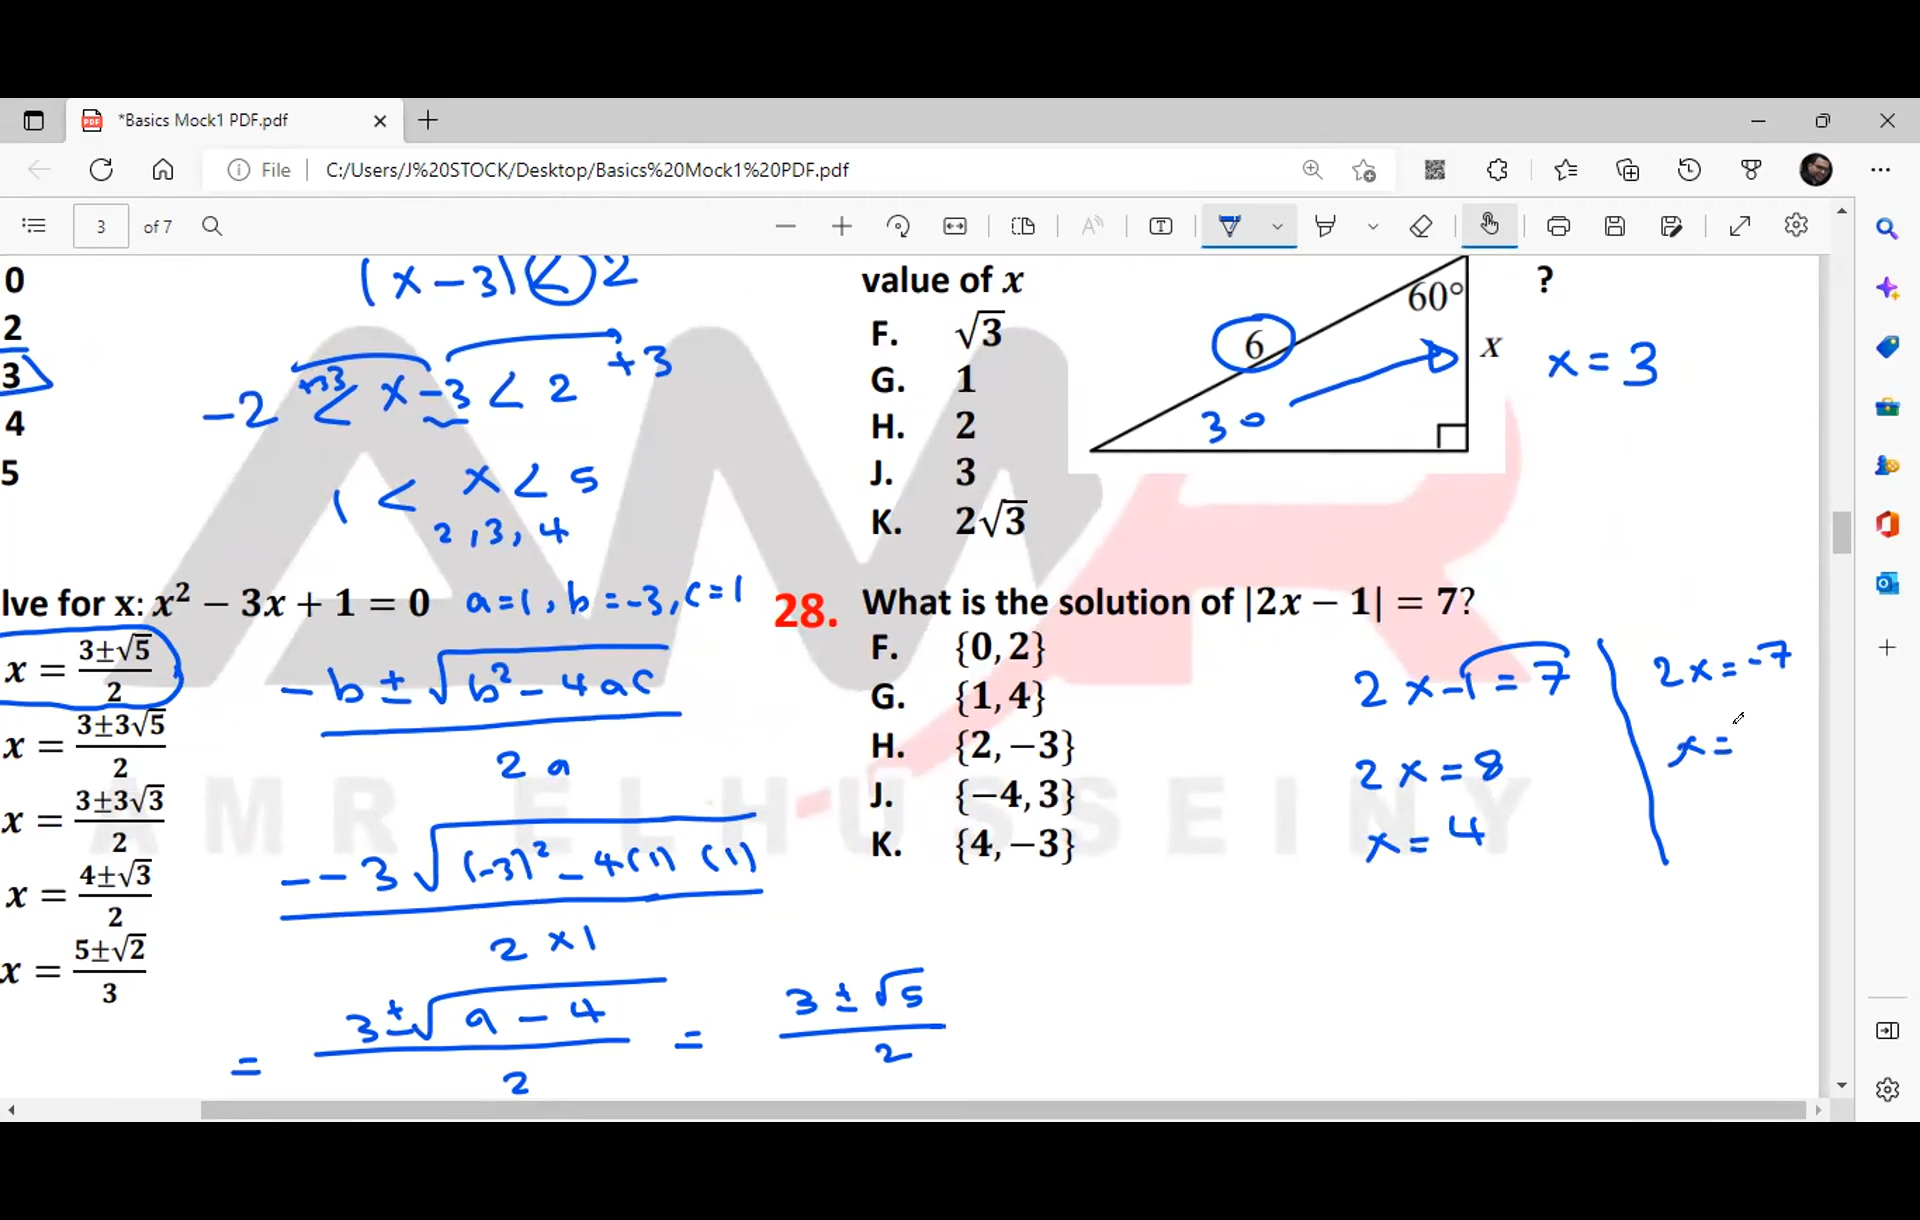 *Basics Mock1 PDF.pdf
File
C:/Users/J%20STOCK/Desktop/Basics%20Mock1%20PDF.pdf
3 of 7
0
2
3
4
5
|x-3| < 2
-2 < x-3 < 2
+3 +3
1 < x < 5
2,3,4
lve for x: x² − 3x + 1 = 0
a=1, b=-3, c=1
x = (3±√5)/2
x = (3±3√5)/2
x = (3±3√3)/2
x = (4±√3)/2
x = (5±√2)/3
(-b ± √(b² - 4ac))/(2a)
(--3 √((-3)² - 4(1)(1)))/(2×1)
= (3±√(9-4))/2 = (3±√5)/2
value of x ?
F. √3
G. 1
H. 2
J. 3
K. 2√3
60°
6
x
30
x = 3
28. What is the solution of |2x − 1| = 7?
F. {0, 2}
G. {1, 4}
H. {2, −3}
J. {−4, 3}
K. {4, −3}
2x-1=7
2x=8
x=4
2x=-7
x=
AMR ELHUSSEINY